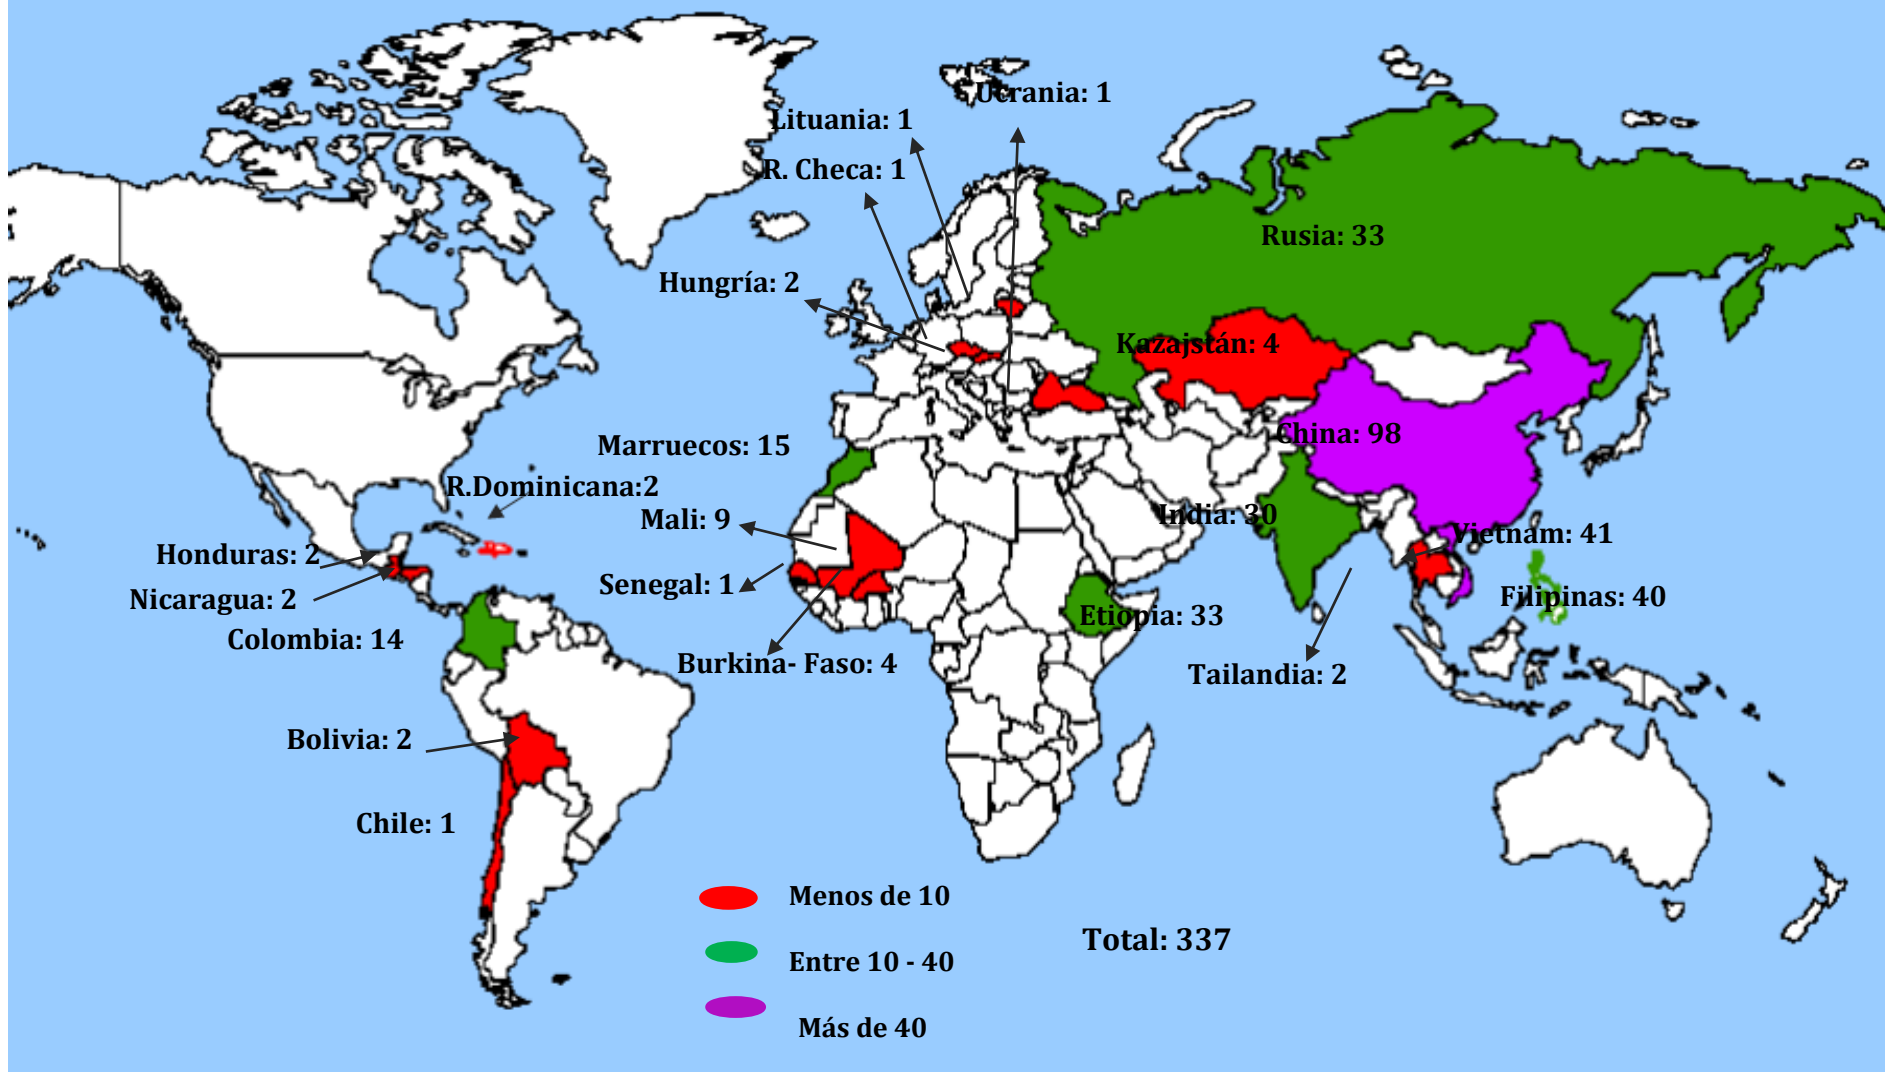 Ucrania: 1
Lituania: 1
R. Checa: 1
Rusia: 33
Hungría: 2
Kazajstán: 4
China: 98
Marruecos: 15
R.Dominicana:2
Mali: 9
India: 30
Vietnam: 41
Honduras: 2
Senegal: 1
Nicaragua: 2
Filipinas: 40
Etiopia: 33
Colombia: 14
Burkina- Faso: 4
Tailandia: 2
Bolivia: 2
Chile: 1
Menos de 10
Total: 337
Entre 10 - 40
Más de 40